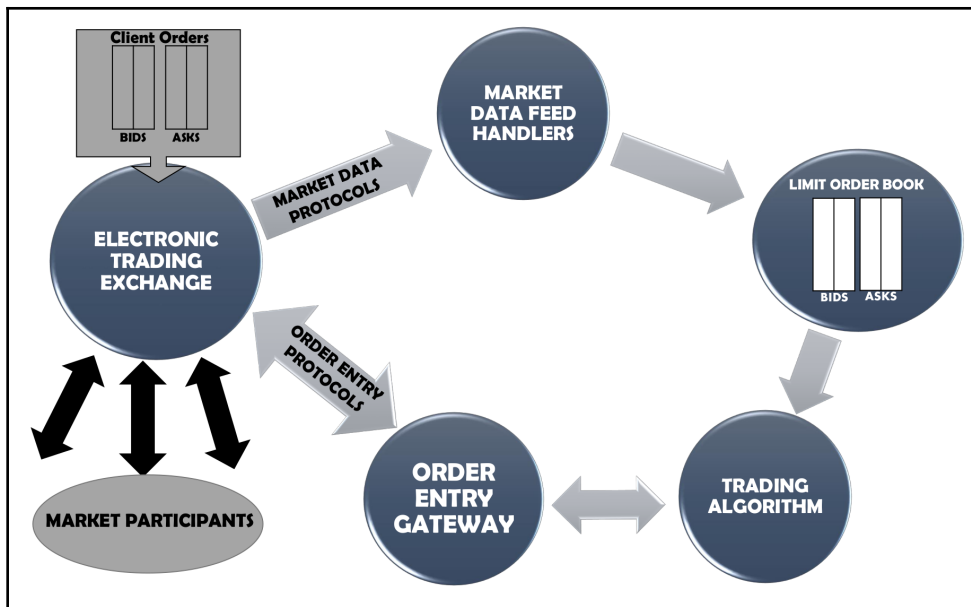 Client Orders
BIDS ASKS
ELECTRONIC
TRADING
EXCHANGE
MARKET DATA
PROTOCOLS
MARKET
DATA FEED
HANDLERS
LIMIT ORDER BOOK
BIDS ASKS
ORDER ENTRY
PROTOCOLS
ORDER
ENTRY
GATEWAY
TRADING
ALGORITHM
MARKET PARTICIPANTS